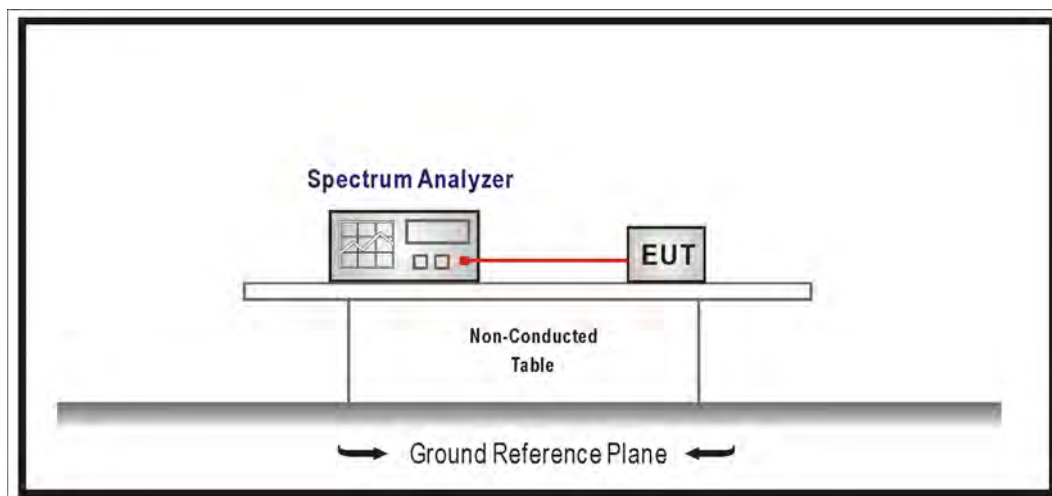 Spectrum Analyzer
EUT
Non-Conducted
Table
Ground Reference Plane